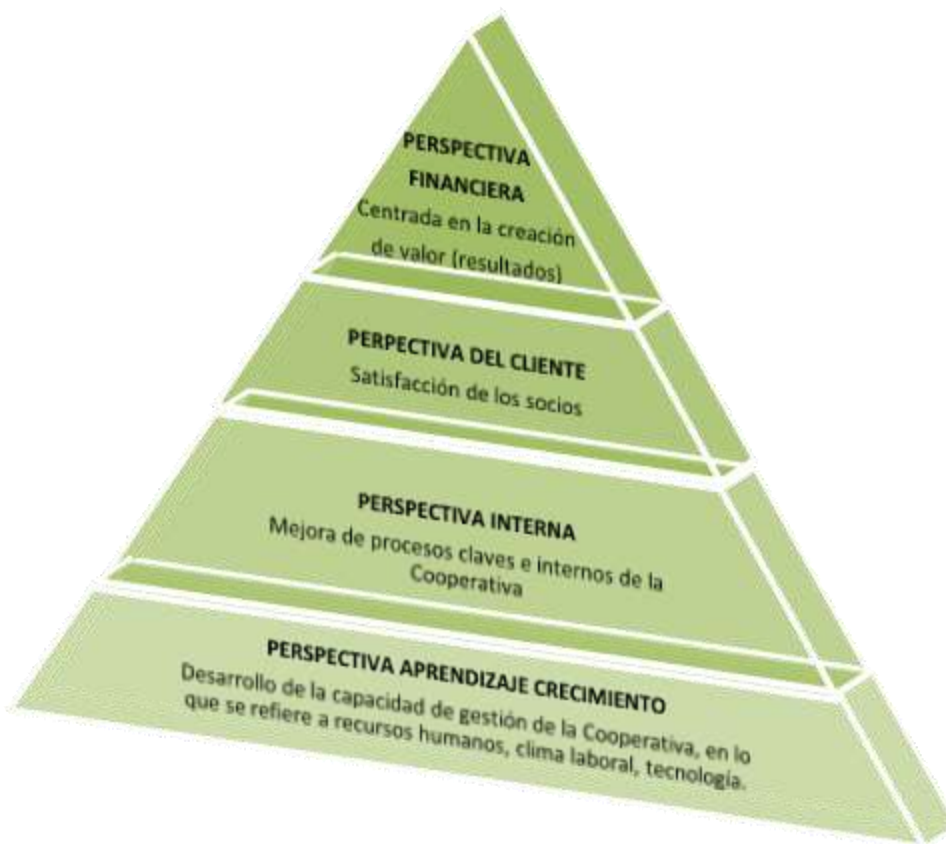 PERSPECTIVA
FINANCIERA
Centrada en la creación
de valor (resultados)
PERPECTIVA DEL CLIENTE
Satisfacción de los socios
PERSPECTIVA INTERNA
Mejora de procesos claves e internos de la
Cooperativa
PERSPECTIVA APRENDIZAJE CRECIMIENTO
Desarrollo de la capacidad de gestión de la Cooperativa, en lo
que se refiere a recursos humanos, clima laboral, tecnología.